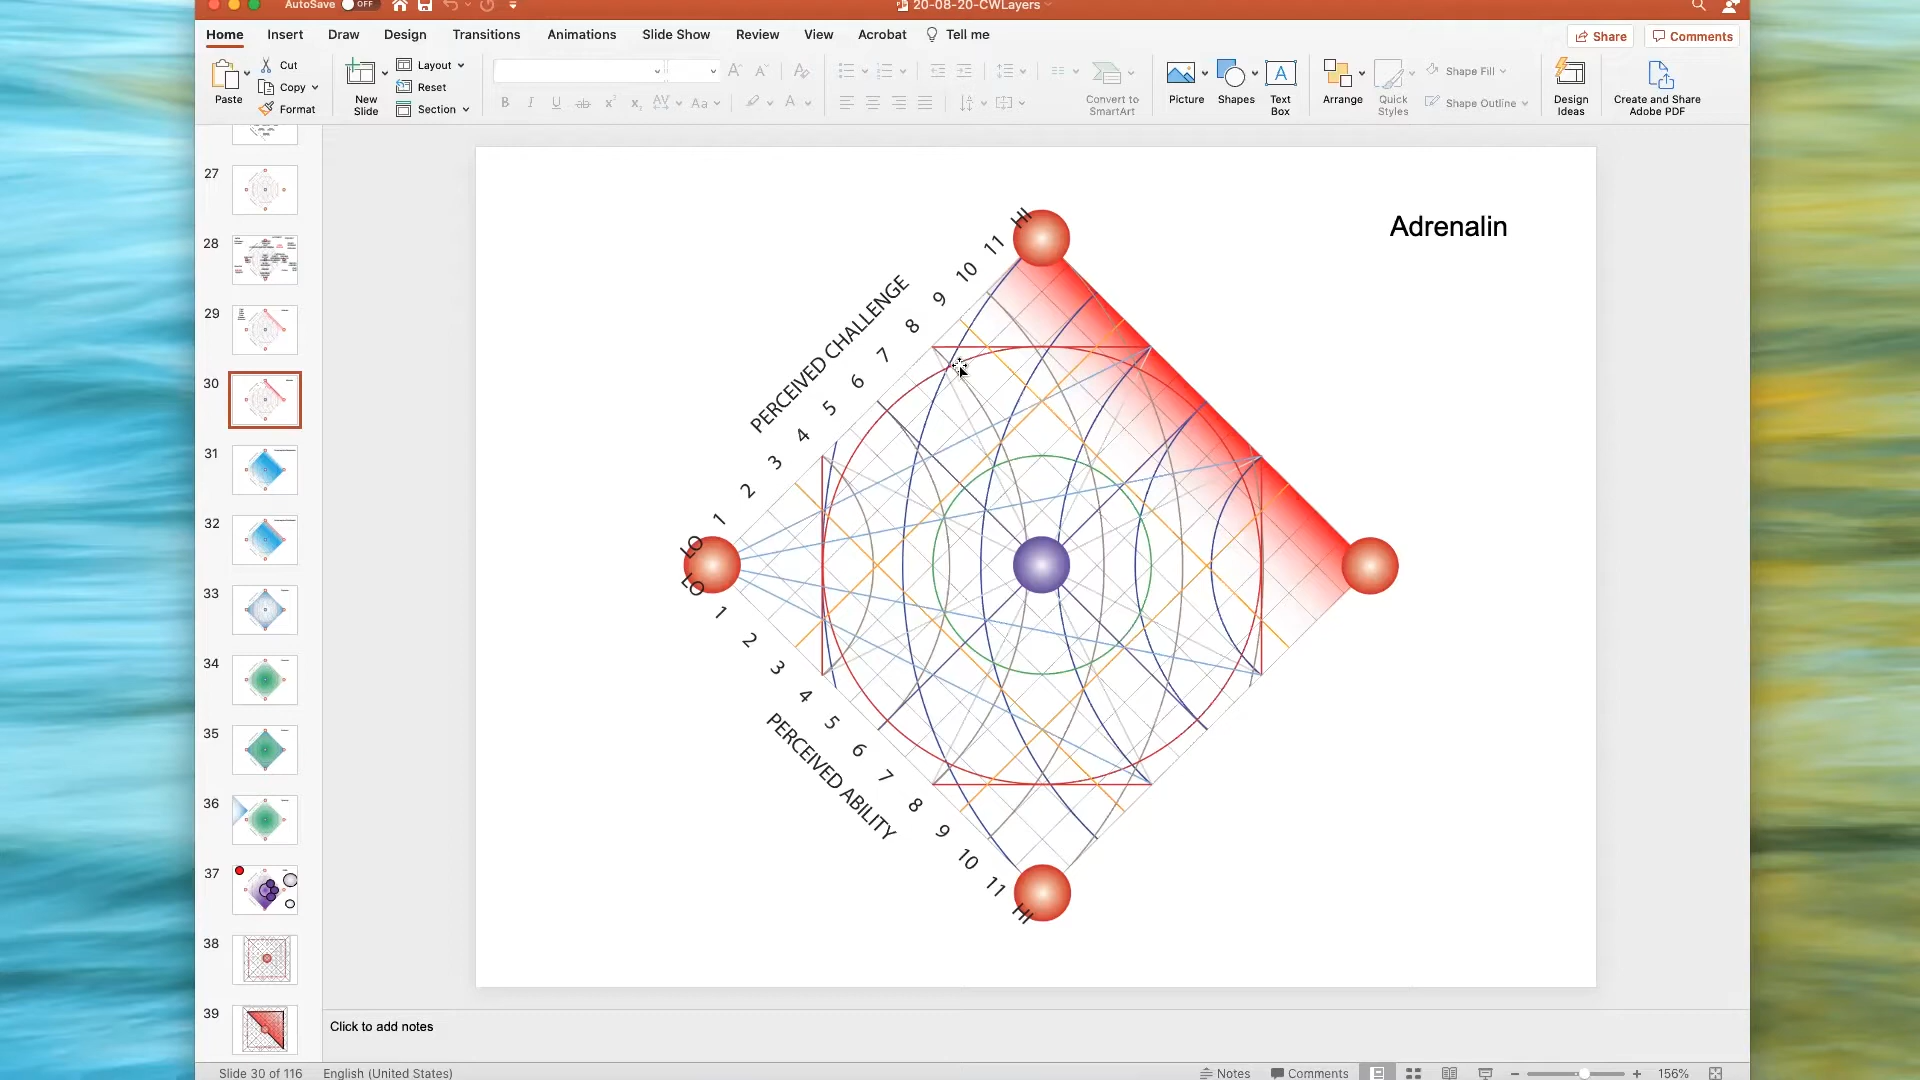 AutoSave OFF
20-08-20-CWLayers
Home Insert Draw Design Transitions Animations Slide Show Review View Acrobat Tell me
Share Comments
Paste
Cut
Copy
Format
New Slide
Layout
Reset
Section
Convert to SmartArt
Picture
Shapes
Text Box
Arrange
Quick Styles
Shape Fill
Shape Outline
Design Ideas
Create and Share Adobe PDF
27
28
29
30
31
32
33
34
35
36
37
38
39
Adrenalin
PERCEIVED CHALLENGE
LO 1 2 3 4 5 6 7 8 9 10 11 HI
LO 1 2 3 4 5 6 7 8 9 10 11 HI
PERCEIVED ABILITY
Click to add notes
Slide 30 of 116 English (United States)
Notes Comments 156%